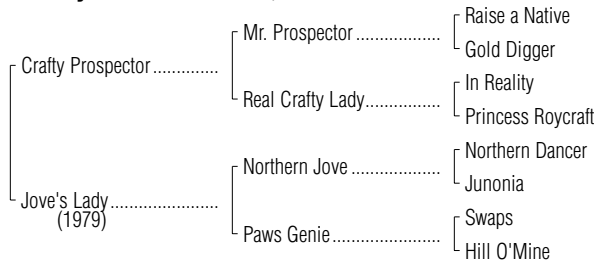 Raise a Native
Mr. Prospector ..................
Gold Digger
Crafty Prospector..............
In Reality
Real Crafty Lady................
Princess Roycraft
Northern Dancer
Northern Jove ...................
Junonia
Jove's Lady.......................
(1979)
Swaps
Paws Genie.......................
Hill O'Mine